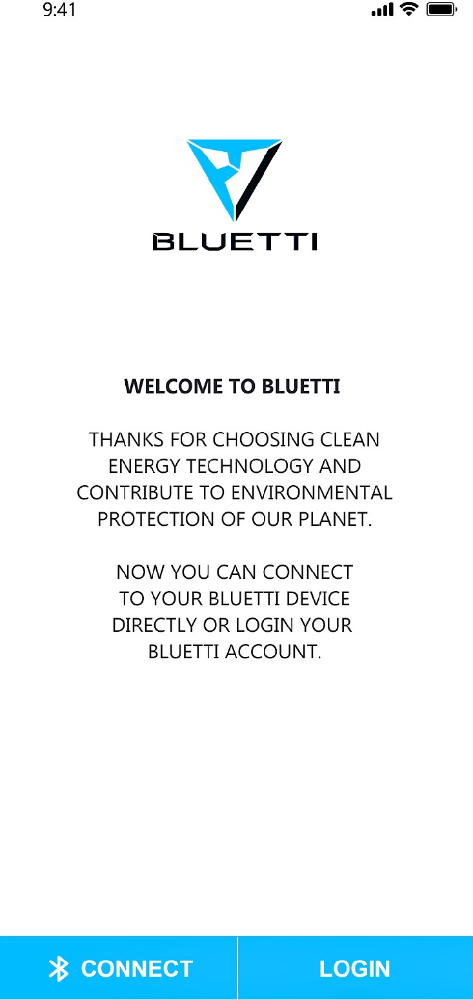 9:41
BLUETTI
WELCOME TO BLUETTI
THANKS FOR CHOOSING CLEAN
ENERGY TECHNOLOGY AND
CONTRIBUTE TO ENVIRONMENTAL
PROTECTION OF OUR PLANET.
NOW YOU CAN CONNECT
TO YOUR BLUETTI DEVICE
DIRECTLY OR LOGIN YOUR
BLUETTI ACCOUNT.
CONNECT LOGIN